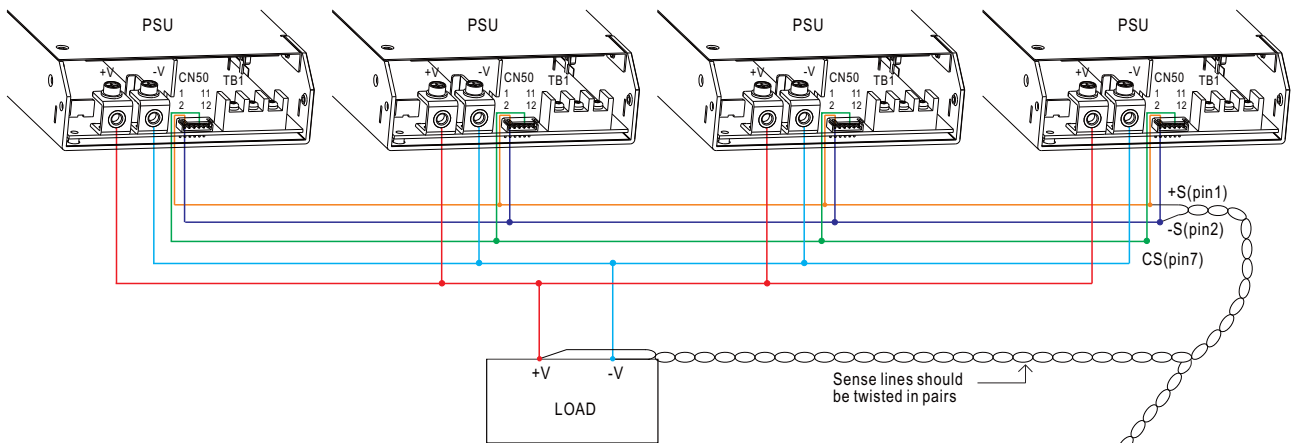 PSU PSU PSU PSU
+V -V CN50 TB1 +V -V CN50 TB1 +V -V CN50 TB1 +V -V CN50 TB1
1 11 1 11 1 11 1 11
2 12 2 12 2 12 2 12
+S(pin1)
-S(pin2)
CS(pin7)
+V -V
LOAD
Sense lines should
be twisted in pairs